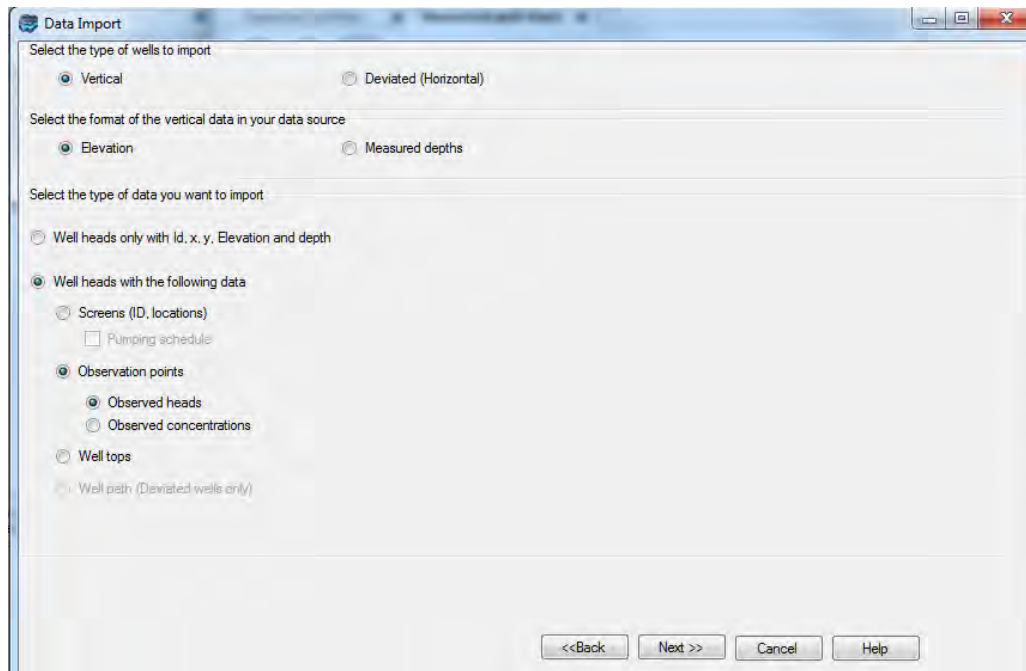 Data Import
Select the type of wells to import
Vertical Deviated (Horizontal)
Select the format of the vertical data in your data source
Elevation Measured depths
Select the type of data you want to import
Well heads only with Id, x, y, Elevation and depth
Well heads with the following data
Screens (ID, locations)
Pumping schedule
Observation points
Observed heads
Observed concentrations
Well tops
Well path (Deviated wells only)
<<Back Next >> Cancel Help